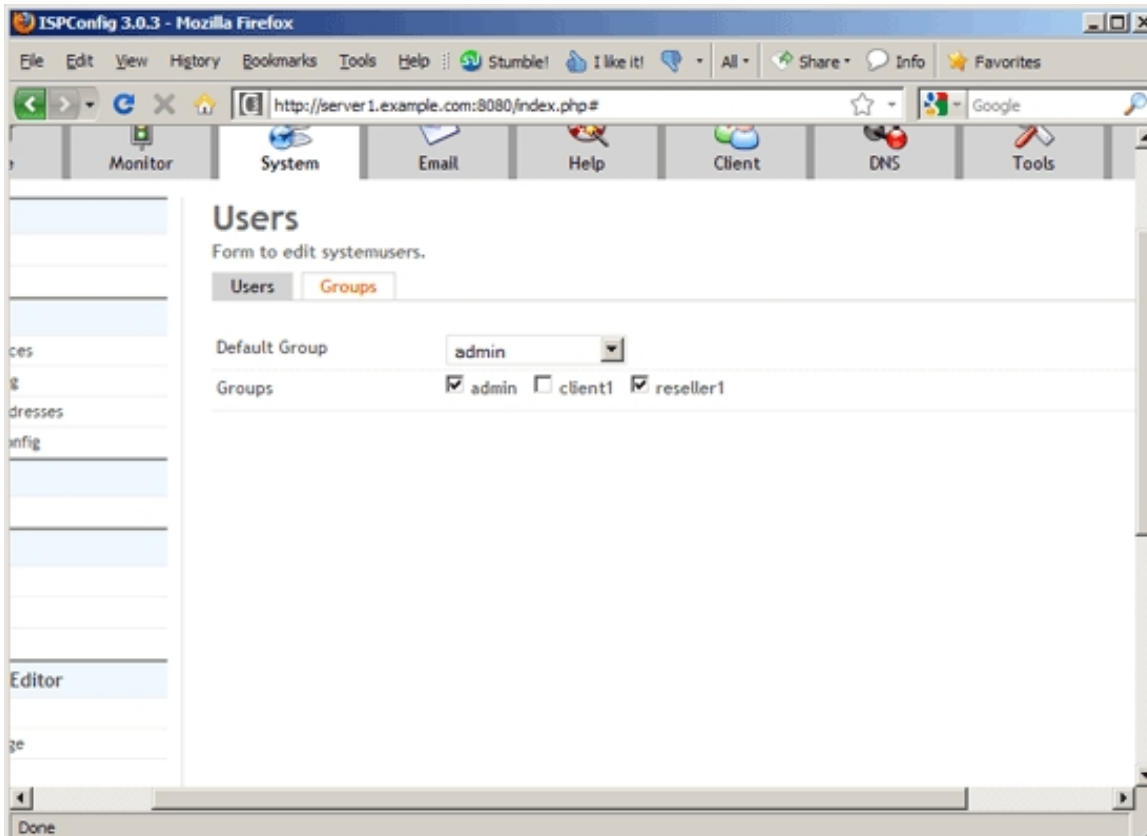 ISPConfig 3.0.3 - Mozilla Firefox
File Edit View History Bookmarks Tools Help Stumble! I like it! All Share Info Favorites
http://server1.example.com:8080/index.php# Google
Monitor System Email Help Client DNS Tools
Users
Form to edit systemusers.
Users Groups
Default Group admin
ces
Groups admin client1 reseller1
g
dresses
onfig
Editor
ge
Done